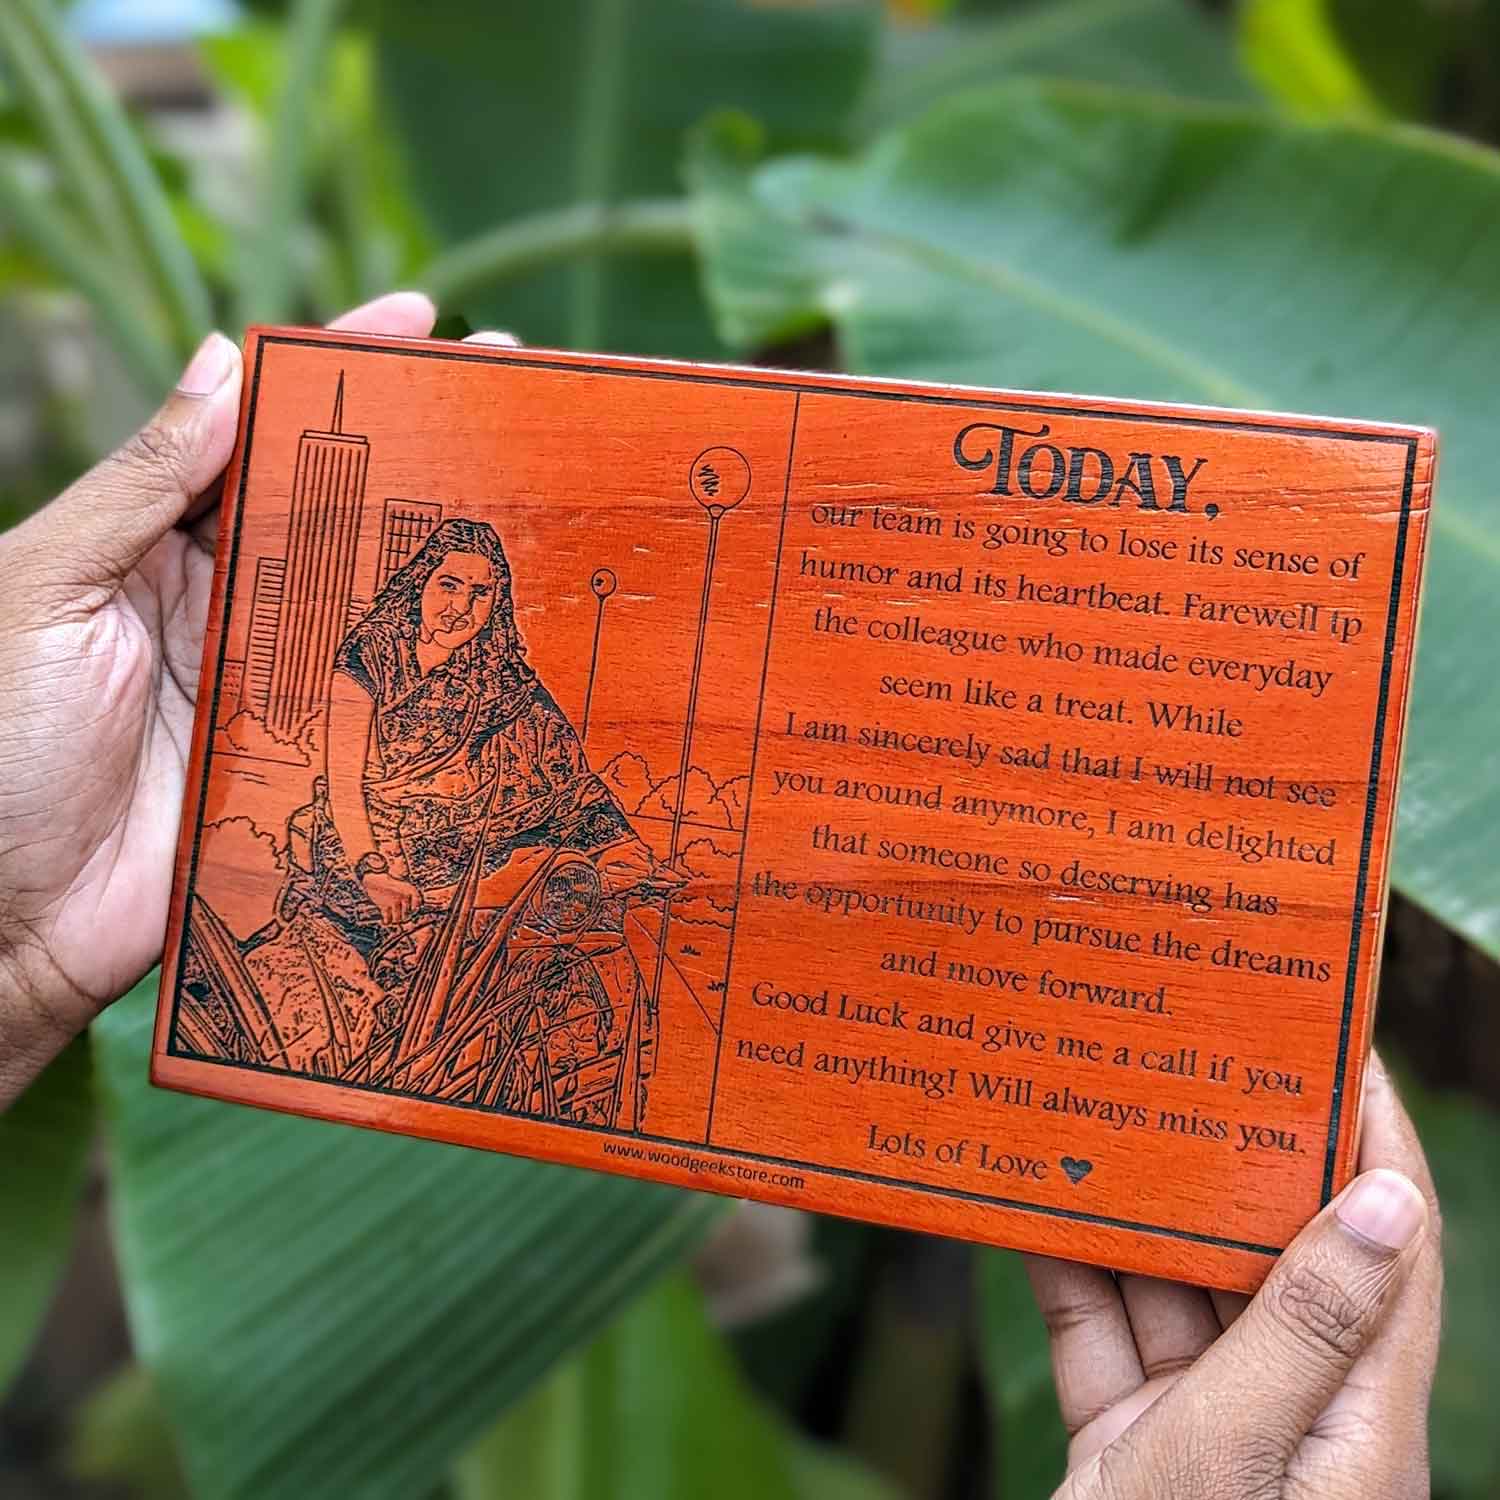 TODAY,
our team is going to lose its sense of
humor and its heartbeat. Farewell tp
the colleague who made everyday
seem like a treat. While
I am sincerely sad that I will not see
you around anymore, I am delighted
that someone so deserving has
the opportunity to pursue the dreams
and move forward.
Good Luck and give me a call if you
need anything! Will always miss you.
Lots of Love ♥
www.woodgeekstore.com